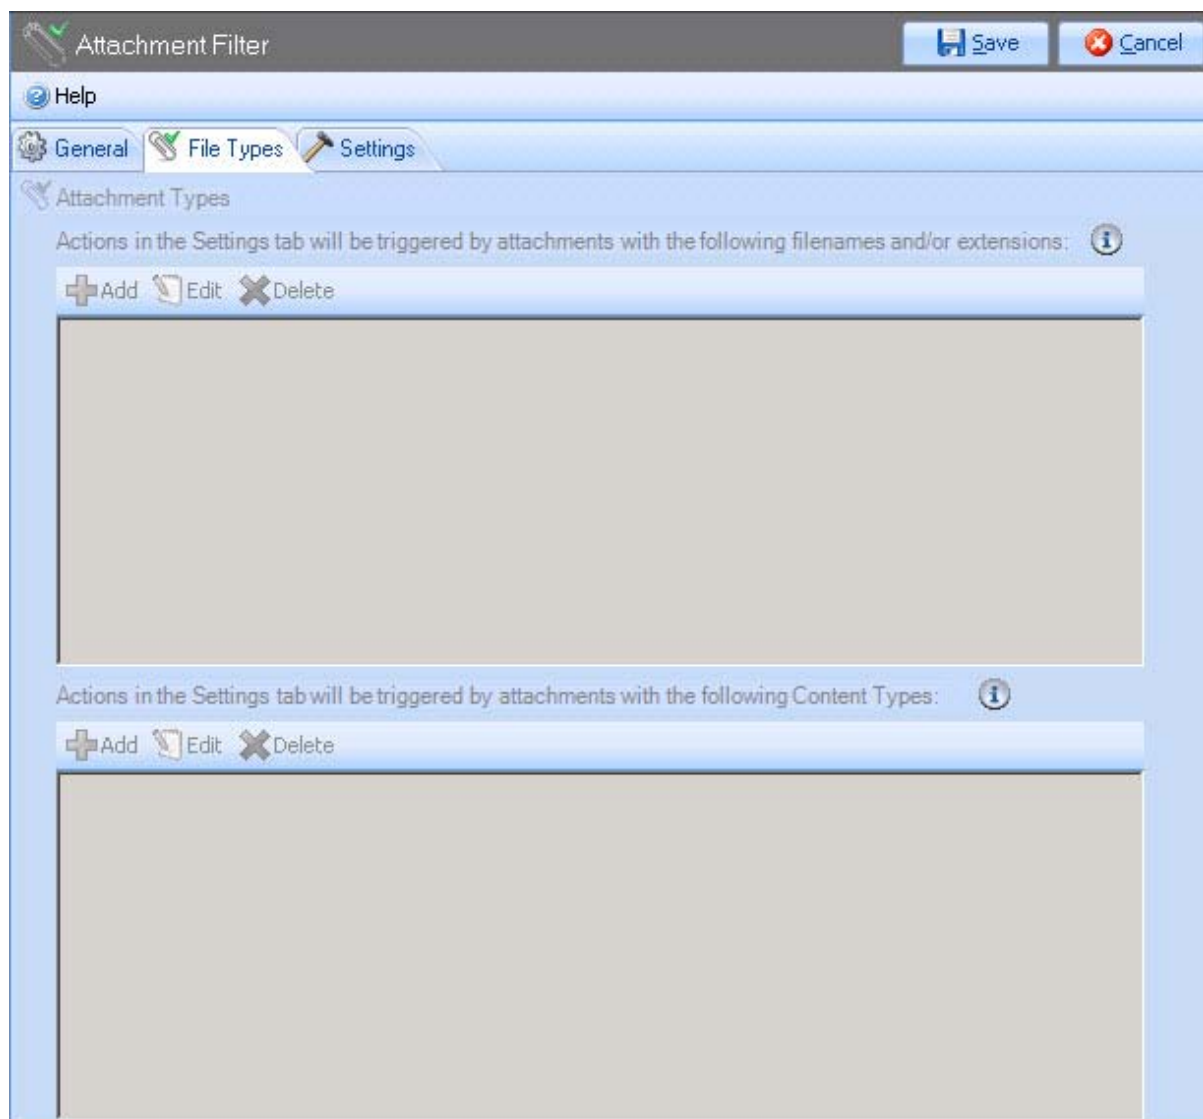 Attachment Filter
Save Cancel
Help
General File Types Settings
Attachment Types
Actions in the Settings tab will be triggered by attachments with the following filenames and/or extensions:
Add Edit Delete
Actions in the Settings tab will be triggered by attachments with the following Content Types:
Add Edit Delete